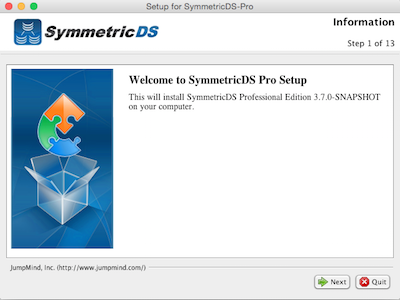 Setup for SymmetricDS-Pro
SymmetricDS
Information
Step 1 of 13
Welcome to SymmetricDS Pro Setup
This will install SymmetricDS Professional Edition 3.7.0-SNAPSHOT
on your computer.
JumpMind, Inc. (http://www.jumpmind.com/)
Next
Quit